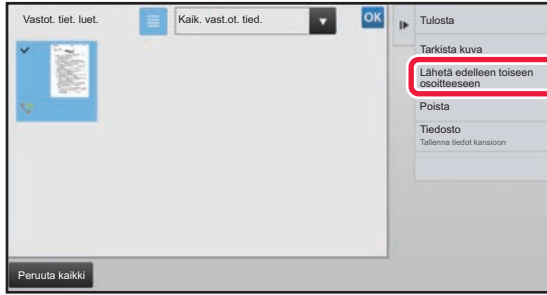 Vastot. tiet. luet.
Kaik. vast.ot. tied.
OK
Tulosta
Tarkista kuva
Lähetä edelleen toiseen
osoitteeseen
Poista
Tiedosto
Tallenna tiedot kansioon
Peruuta kaikki